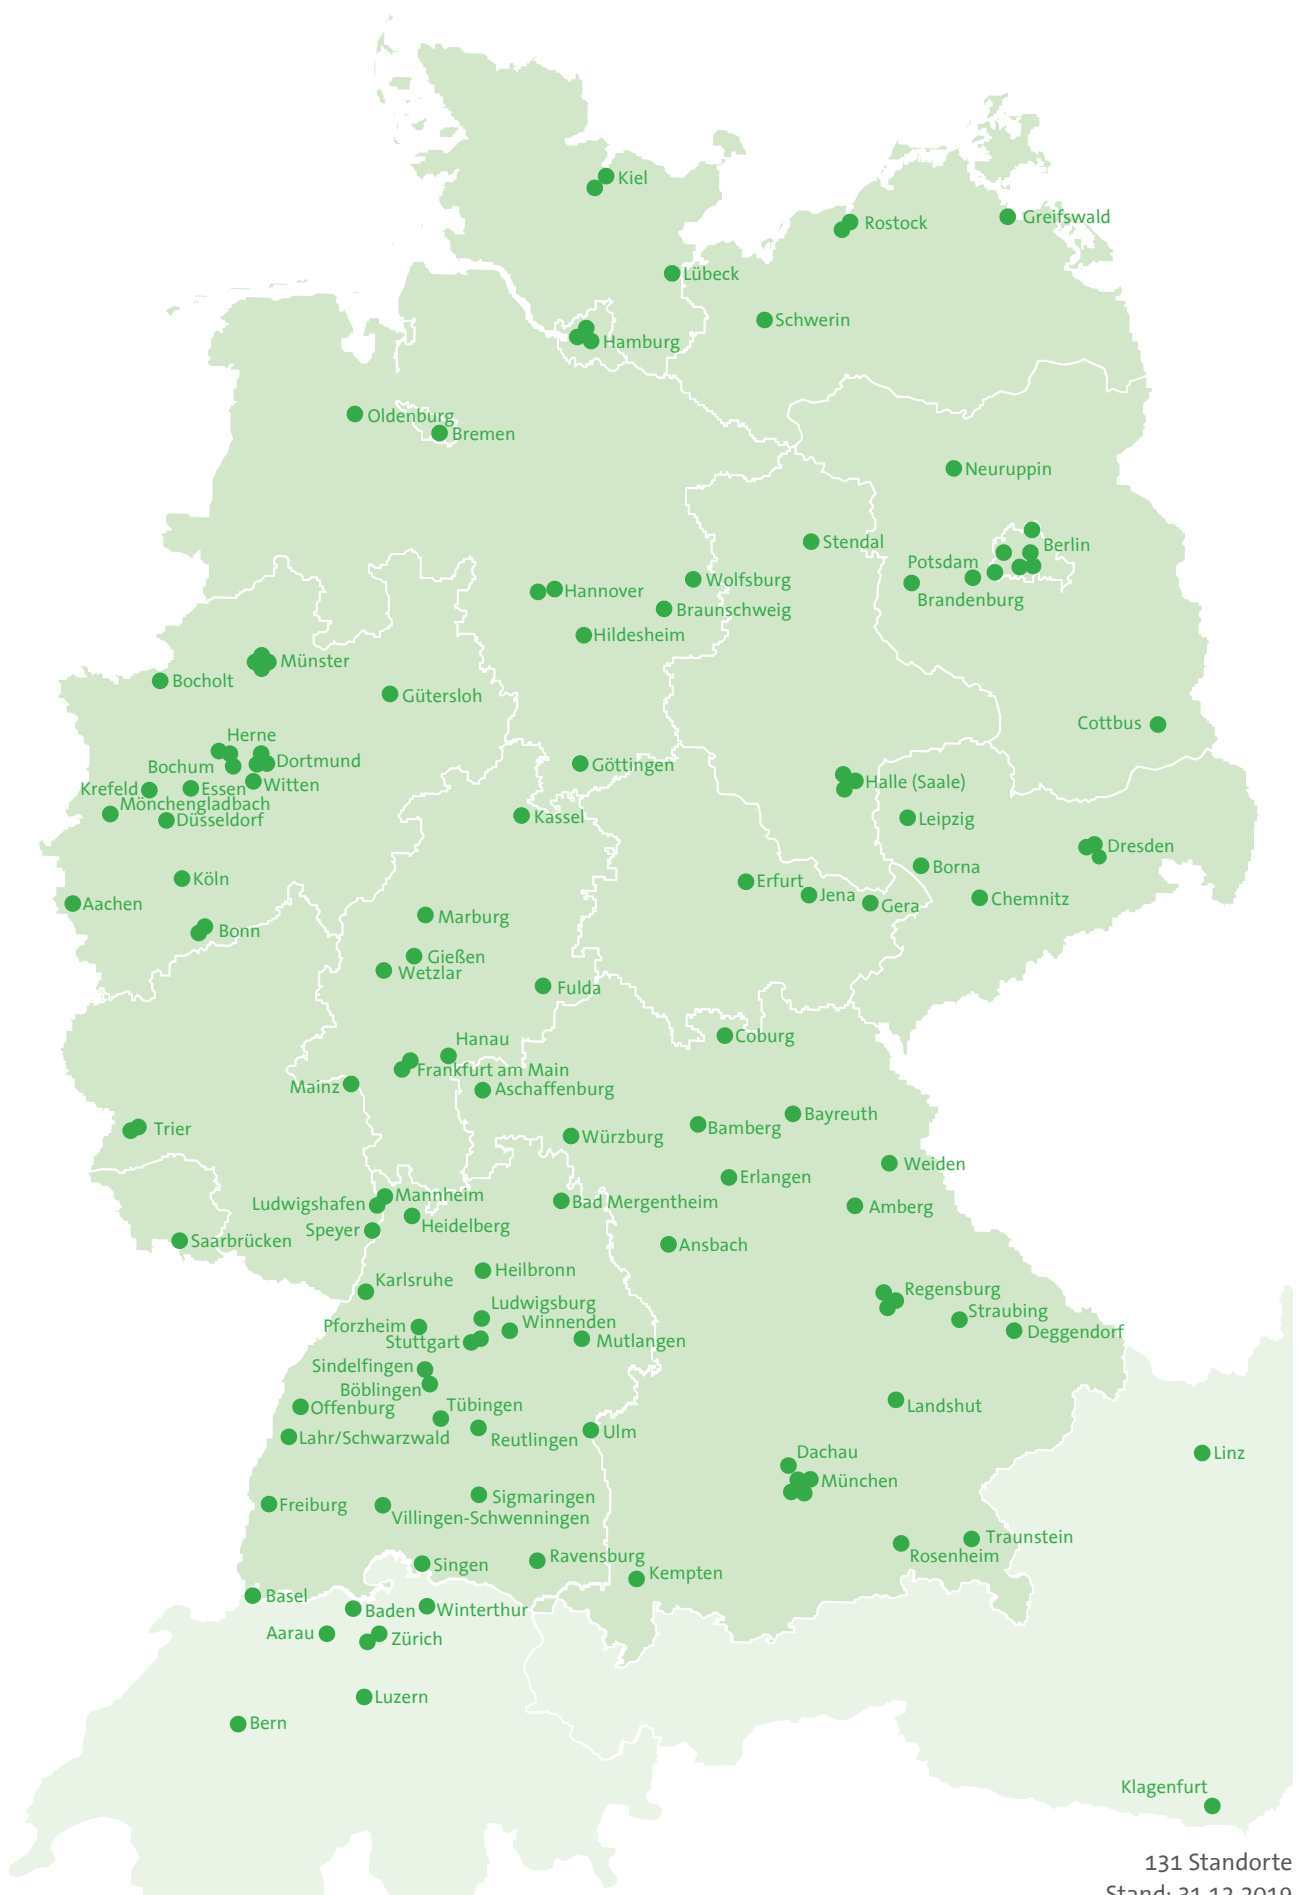 Kiel
Rostock
Greifswald
Lübeck
Schwerin
Hamburg
Oldenburg
Bremen
Neuruppin
Stendal
Berlin
Potsdam
Wolfsburg
Hannover
Brandenburg
Braunschweig
Hildesheim
Münster
Bocholt
Gütersloh
Cottbus
Herne
Dortmund
Bochum
Göttingen
Halle (Saale)
Witten
Krefeld
Essen
Mönchengladbach
Düsseldorf
Kassel
Leipzig
Dresden
Borna
Köln
Erfurt
Jena
Gera
Chemnitz
Aachen
Marburg
Bonn
Gießen
Wetzlar
Fulda
Coburg
Hanau
Frankfurt am Main
Mainz
Aschaffenburg
Bayreuth
Trier
Bamberg
Würzburg
Weiden
Erlangen
Mannheim
Ludwigshafen
Bad Mergentheim
Amberg
Heidelberg
Speyer
Saarbrücken
Ansbach
Heilbronn
Karlsruhe
Regensburg
Ludwigsburg
Straubing
Winnenden
Pforzheim
Deggendorf
Stuttgart
Mutlangen
Sindelfingen
Böblingen
Tübingen
Offenburg
Landshut
Ulm
Lahr/Schwarzwald
Reutlingen
Dachau
Linz
München
Sigmaringen
Freiburg
Villingen-Schwenningen
Traunstein
Rosenheim
Ravensburg
Singen
Kempten
Basel
Baden
Winterthur
Aarau
Zürich
Luzern
Bern
Klagenfurt
131 Standorte
Stand: 31.12.2019